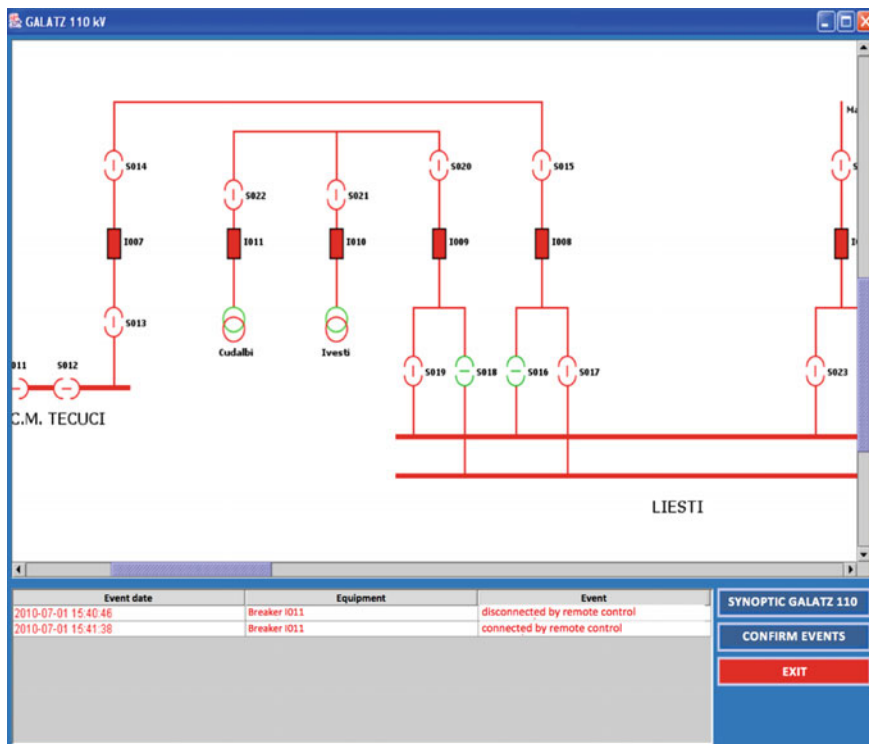 GALATZ 110 kV
S014
S022
S021
S020
S015
I007
I011
I010
I009
I008
S013
Cudalbi
Ivesti
S012
S019
S018
S016
S017
S023
C.M. TECUCI
LIESTI
Event date Equipment Event
2010-07-01 15:40:46 Breaker I011 disconnected by remote control
2010-07-01 15:41:38 Breaker I011 connected by remote control
SYNOPTIC GALATZ 110
CONFIRM EVENTS
EXIT